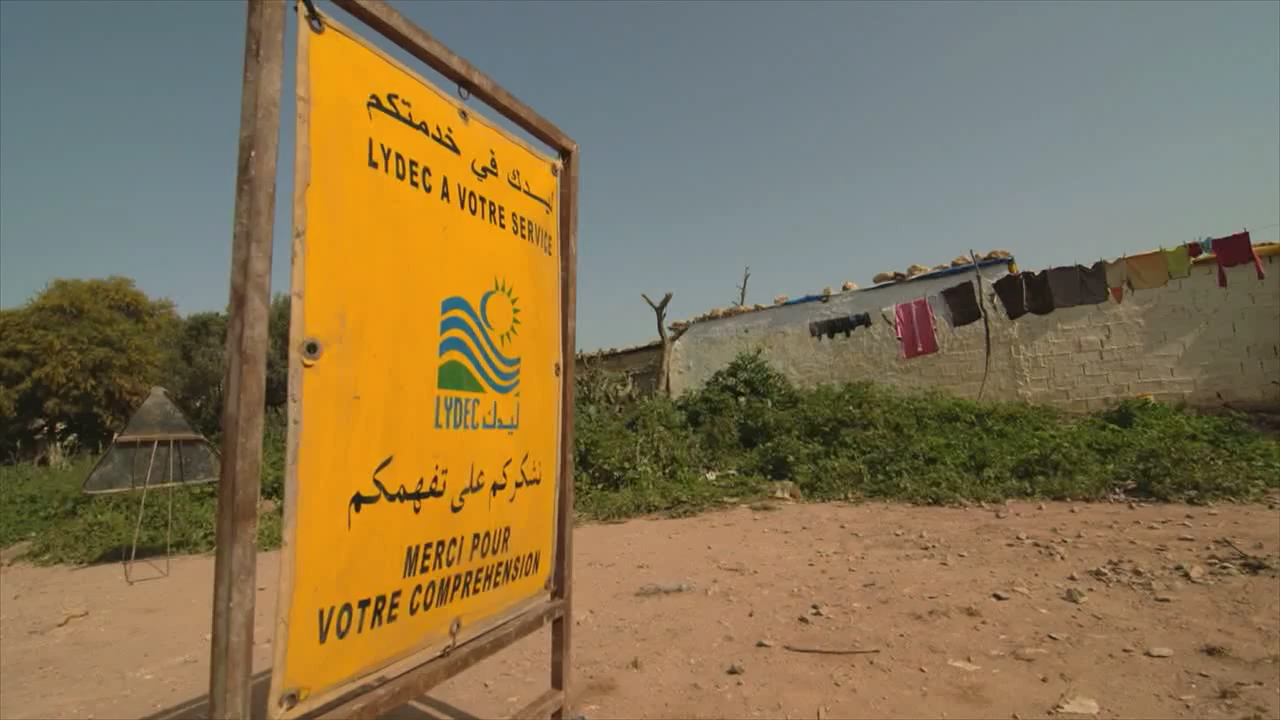 ليدك في خدمتكم
LYDEC A VOTRE SERVICE
LYDEC ليدك
نشكركم على تفهمكم
MERCI POUR
VOTRE COMPREHENSION